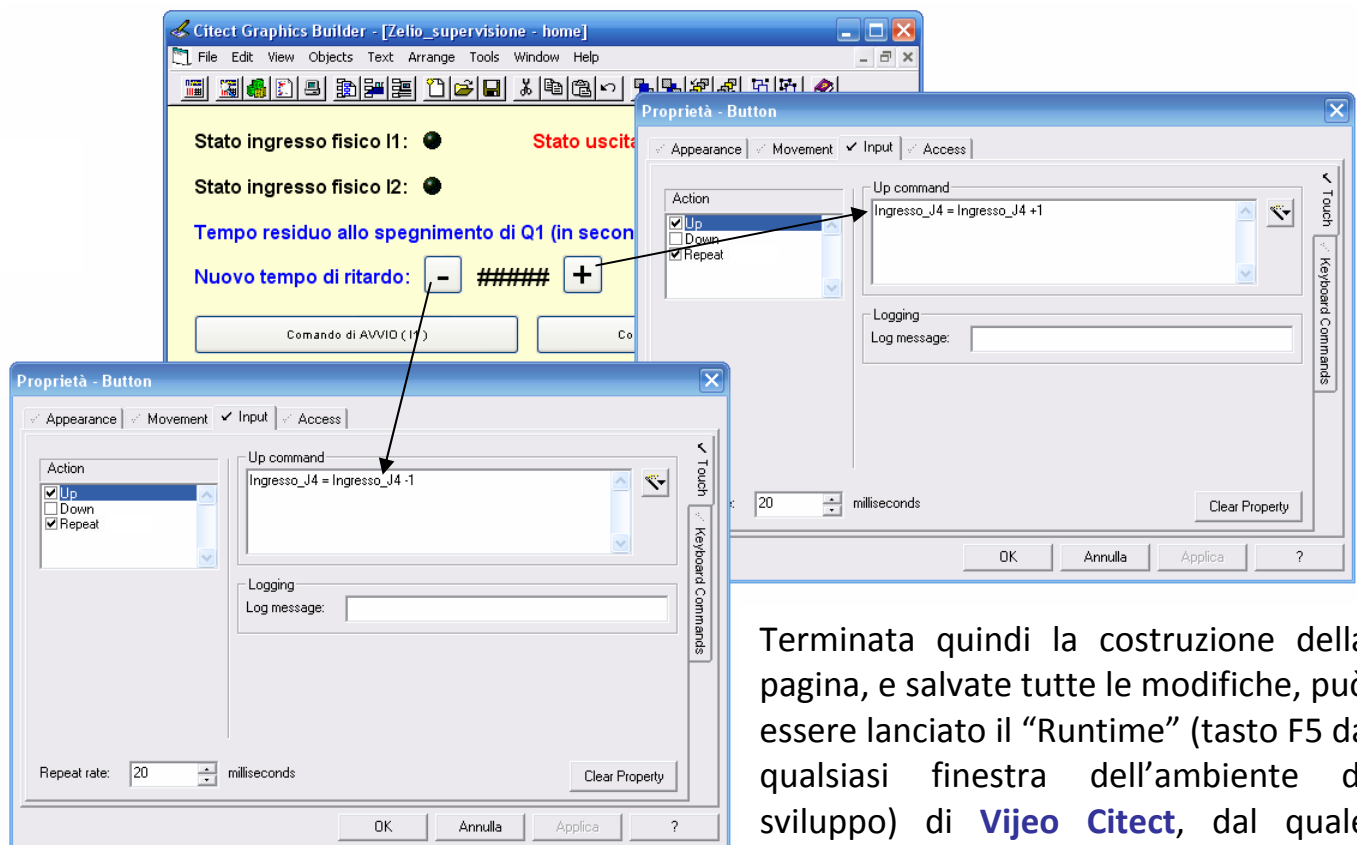 Citect Graphics Builder - [Zelio_supervisione - home]
File Edit View Objects Text Arrange Tools Window Help
Stato ingresso fisico I1:
Stato uscita
Stato ingresso fisico I2:
Tempo residuo allo spegnimento di Q1 (in secon
Nuovo tempo di ritardo: - ##### +
Comando di AVVIO ( I1 )
Co
Proprietà - Button
Appearance Movement Input Access
Action
Up
Down
Repeat
Up command
Ingresso_J4 = Ingresso_J4 +1
Logging
Log message:
Touch
Keyboard Commands
20 milliseconds
Clear Property
OK Annulla Applica ?
Proprietà - Button
Appearance Movement Input Access
Action
Up
Down
Repeat
Up command
Ingresso_J4 = Ingresso_J4 -1
Logging
Log message:
Touch
Keyboard Commands
Repeat rate: 20 milliseconds
Clear Property
OK Annulla Applica ?
Terminata quindi la costruzione della
pagina, e salvate tutte le modifiche, può
essere lanciato il “Runtime” (tasto F5 da
qualsiasi finestra dell’ambiente d
sviluppo) di Vijeo Citect, dal quale